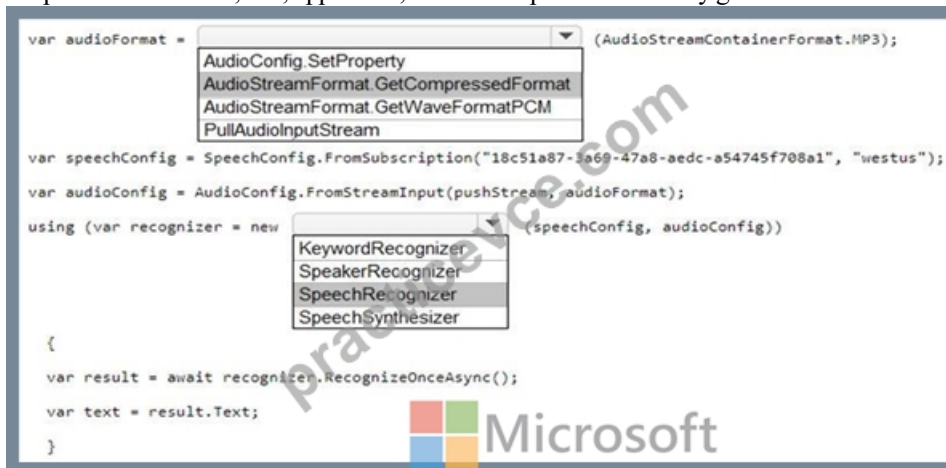 var audioFormat = (AudioStreamContainerFormat.MP3);
AudioConfig.SetProperty
AudioStreamFormat.GetCompressedFormat
AudioStreamFormat.GetWaveFormatPCM
PullAudioInputStream
var speechConfig = SpeechConfig.FromSubscription("18c51a87-3a69-47a8-aedc-a54745f708a1", "westus");
var audioConfig = AudioConfig.FromStreamInput(pushStream, audioFormat);
using (var recognizer = new (speechConfig, audioConfig))
KeywordRecognizer
SpeakerRecognizer
SpeechRecognizer
SpeechSynthesizer
{
var result = await recognizer.RecognizeOnceAsync();
var text = result.Text;
}
practicevce.com
Microsoft